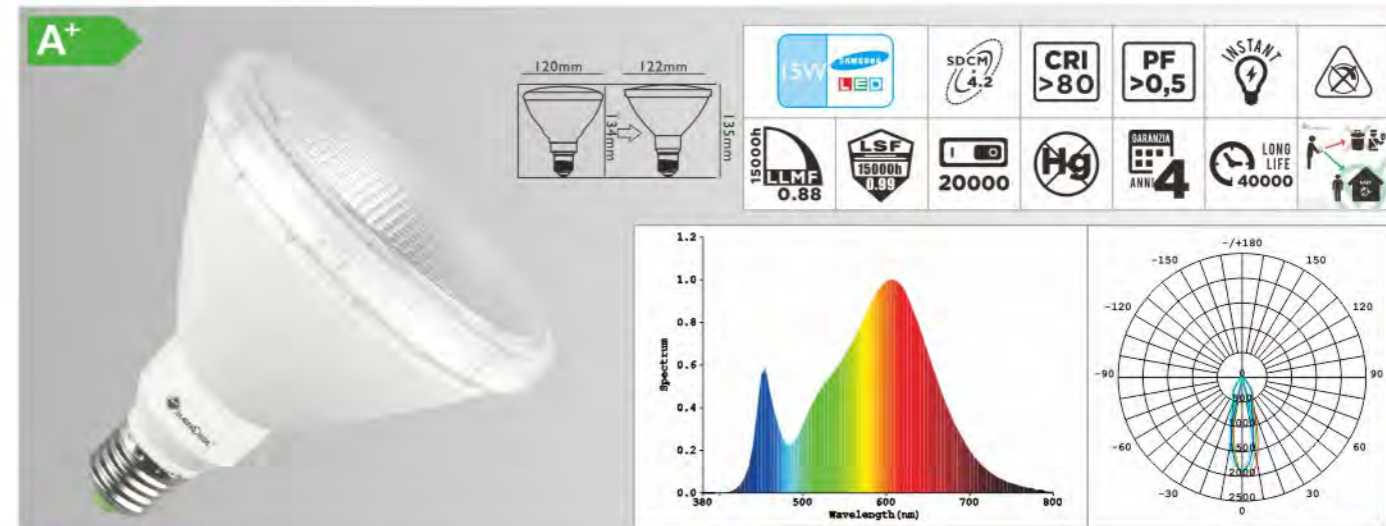 A+
120mm
122mm
134mm
135mm
15W
SAMSUNG
LED
SDCM
4.2
CRI
>80
PF
>0,5
INSTANT
15000h
LLMF
0.88
LSF
15000h
0.99
20000
Hg
GARANZIA
ANNI 4
LONG
LIFE
40000
1.2
1.0
0.8
0.6
0.4
0.2
0.0
Spectrum
380
500
600
700
800
Wavelength(nm)
-/+180
-150
150
-120
120
-90
90
-60
60
-30
30
0
0
500
1000
1500
2000
2500